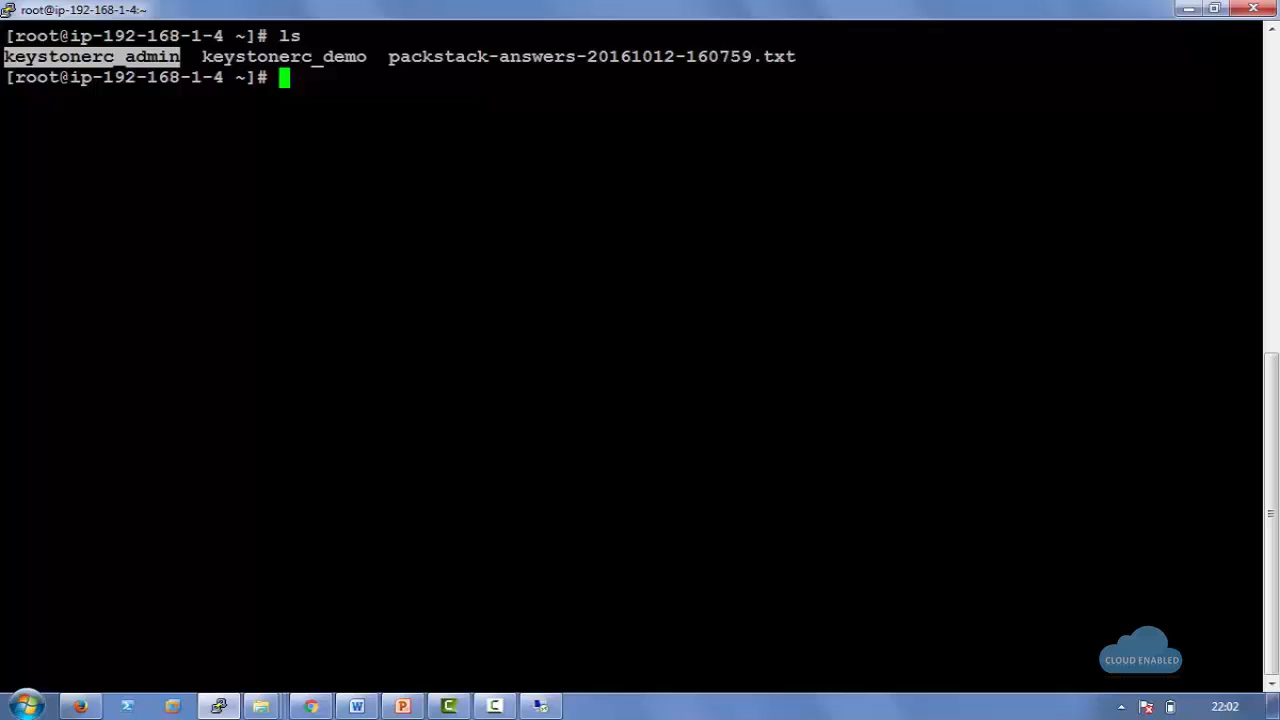 root@ip-192-168-1-4:~
[root@ip-192-168-1-4 ~]# ls
keystonerc_admin  keystonerc_demo  packstack-answers-20161012-160759.txt
[root@ip-192-168-1-4 ~]#
CLOUD ENABLED
22:02